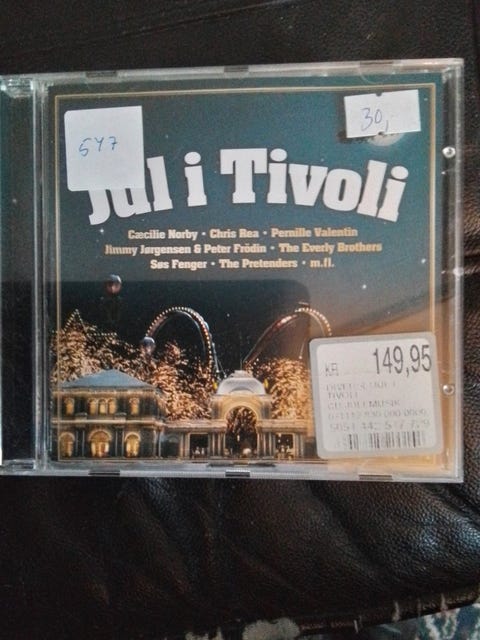 547
30,-
Jul i Tivoli
Cæcilie Norby • Chris Rea • Pernille Valentin
Jimmy Jørgensen & Peter Frödin • The Everly Brothers
Søs Fenger • The Pretenders • m.fl.
KR 149,95
TIVOLI